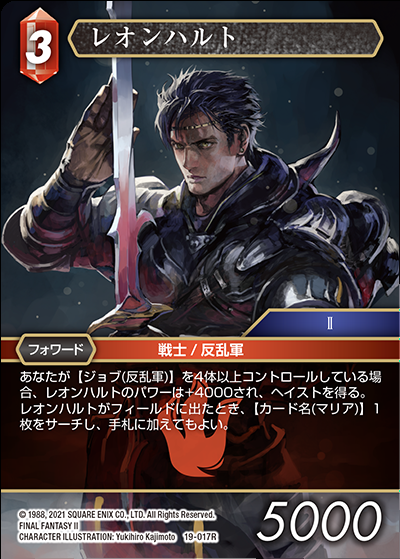 3
レオンハルト
Ⅱ
フォワード
戦士 / 反乱軍
あなたが【ジョブ(反乱軍)】を4体以上コントロールしている場
合、レオンハルトのパワーは+4000され、ヘイストを得る。
レオンハルトがフィールドに出たとき、【カード名(マリア)】1
枚をサーチし、手札に加えてもよい。
© 1988, 2021 SQUARE ENIX CO., LTD. All Rights Reserved.
FINAL FANTASY II
CHARACTER ILLUSTRATION: Yukihiro Kajimoto 19-017R
5000